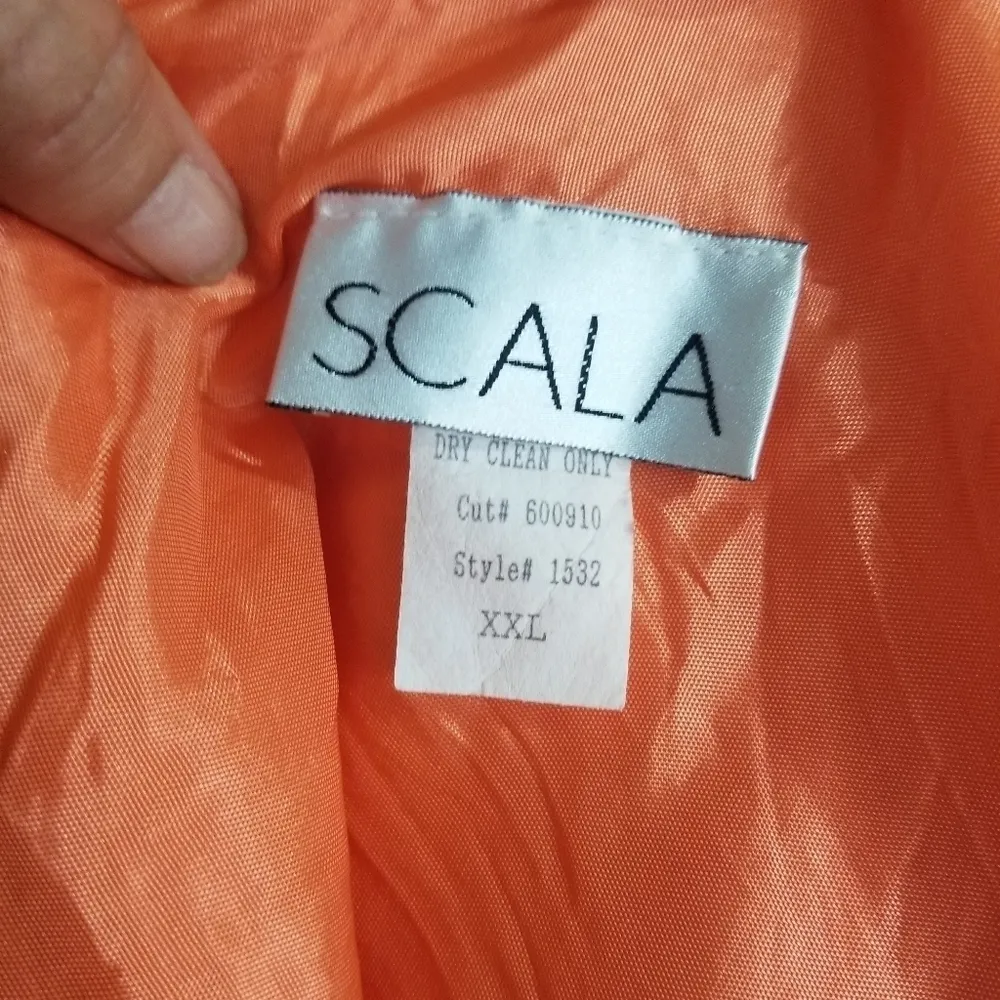 SCALA
DRY CLEAN ONLY
Cut# 600910
Style# 1532
XXL